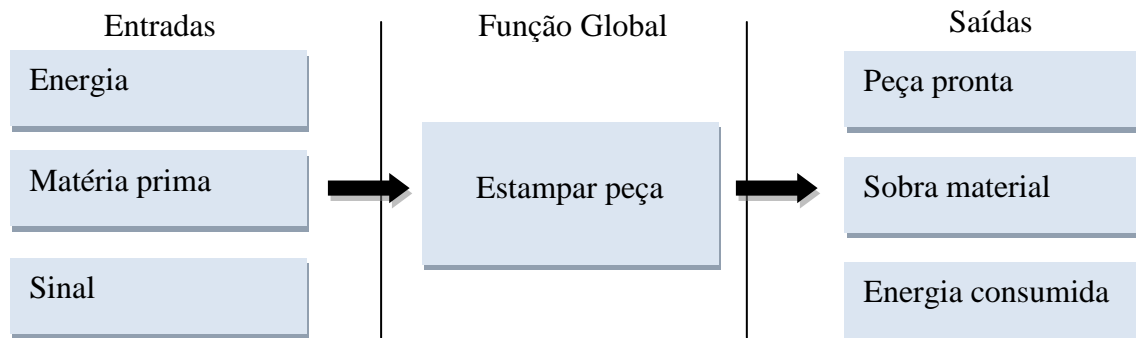 Entradas
Função Global
Saídas
Energia
Matéria prima
Sinal
Estampar peça
Peça pronta
Sobra material
Energia consumida